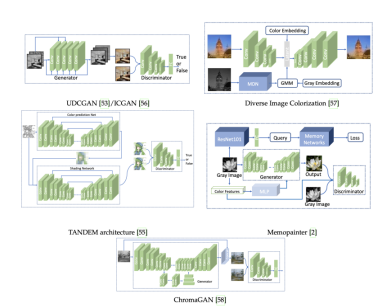 Generator
Discriminator
True
or
False
UDCGAN [53]/ICGAN [56]
Color Embedding
MDN
GMM
Gray Embedding
Diverse Image Colorization [57]
Color prediction Net
Shading Network
Discriminator
True
or
False
TANDEM architecture [55]
ResNet101
Query
Memory
Networks
Loss
Gray Image
Generator
Output
Color Features
MLP
Discriminator
Gray Image
Memopainter [2]
Discriminator
ChromaGAN [58]